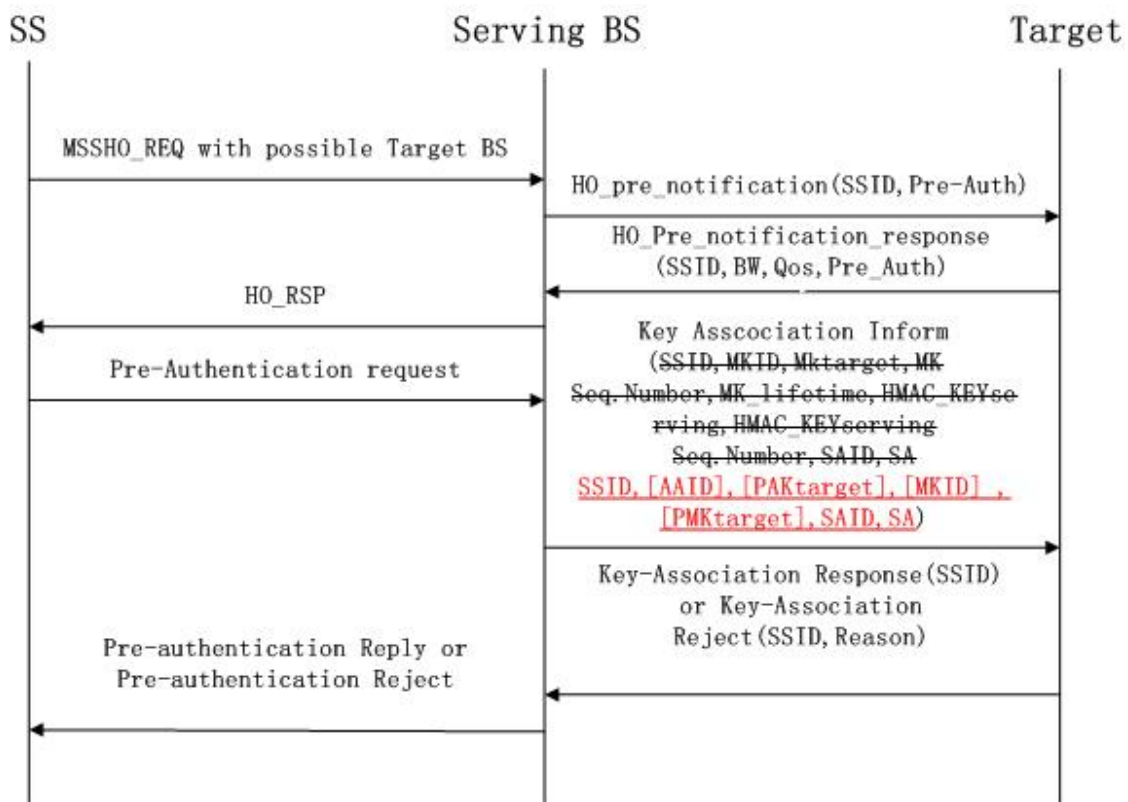 SS
Serving BS
Target
MSSHO_REQ with possible Target BS
HO_pre_notification(SSID,Pre-Auth)
HO_Pre_notification_response
(SSID,BW,Qos,Pre_Auth)
HO_RSP
Key Asscociation Inform
(SSID,MKID,Mktarget,MK
Seq.Number,MK_lifetime,HMAC_KEYse
rving,HMAC_KEYserving
Seq.Number,SAID,SA
SSID,[AAID],[PAKtarget],[MKID] ,
[PMKtarget],SAID,SA)
Pre-Authentication request
Key-Association Response(SSID)
or Key-Association
Reject(SSID,Reason)
Pre-authentication Reply or
Pre-authentication Reject